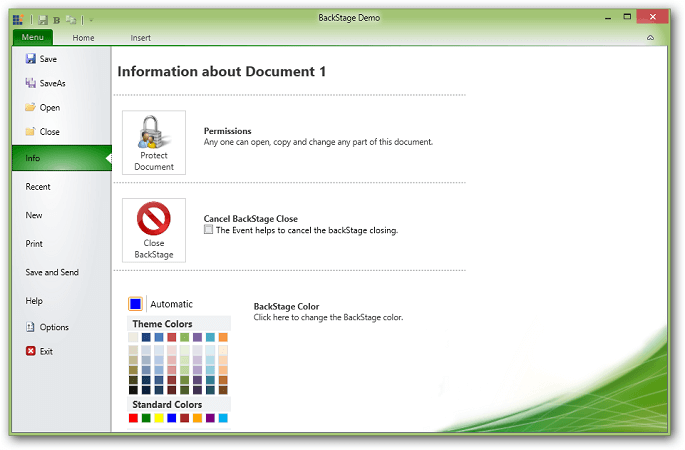 BackStage Demo
B
Menu Home Insert
Save
SaveAs
Open
Close
Info
Recent
New
Print
Save and Send
Help
Options
Exit
Information about Document 1
Protect
Document
Permissions
Any one can open, copy and change any part of this document.
Close
BackStage
Cancel BackStage Close
The Event helps to cancel the backStage closing.
Automatic
Theme Colors
Standard Colors
BackStage Color
Click here to change the BackStage color.